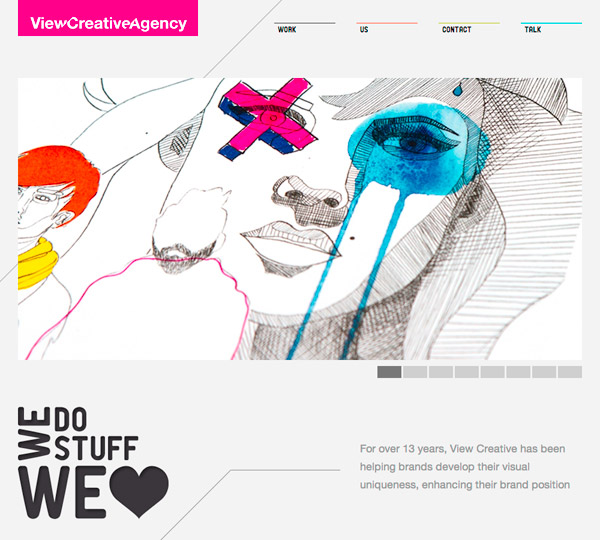 ViewCreativeAgency
WORK
US
CONTACT
TALK
WE DO
STUFF
WE
For over 13 years, View Creative has been
helping brands develop their visual
uniqueness, enhancing their brand position